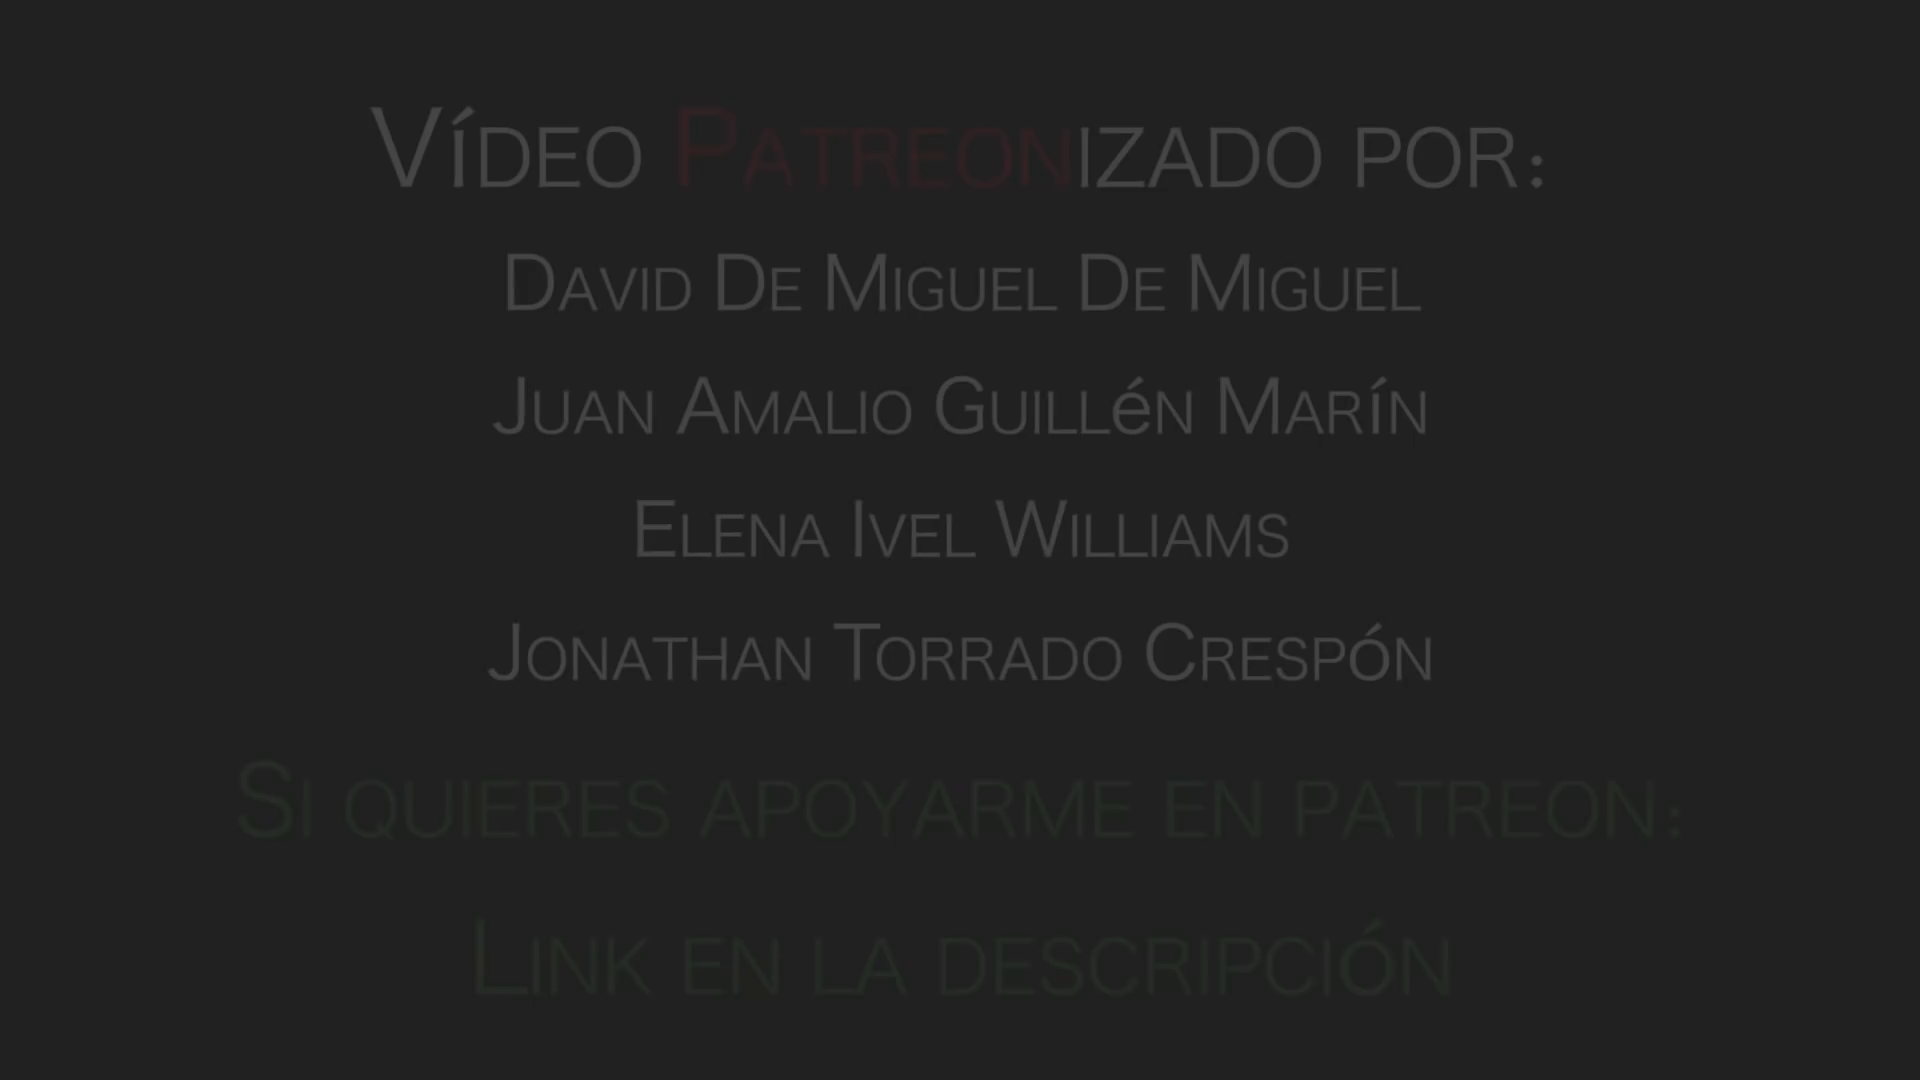 Vídeo Patreonizado por:
David De Miguel De Miguel
Juan Amalio Guillén Marín
Elena Ivel Williams
Jonathan Torrado Crespón
Si quieres apoyarme en patreon:
Link en la descripción